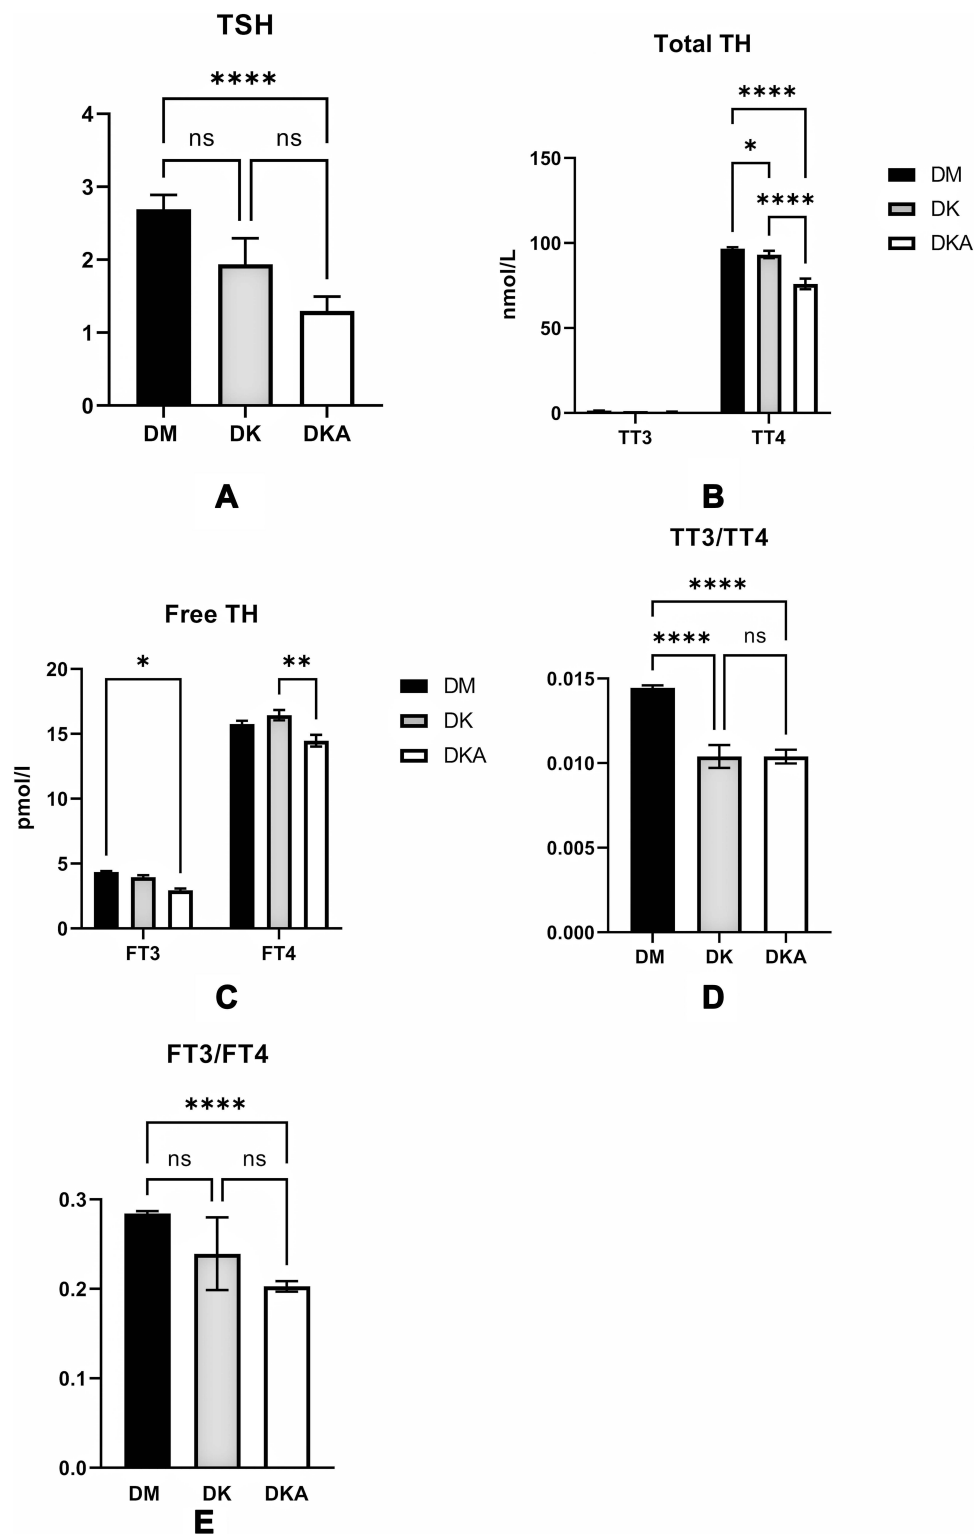 TSH
****
ns ns
4
3
2
1
0
DM DK DKA
A
Total TH
****
*
****
nmol/L
150
100
50
0
TT3 TT4
DM
DK
DKA
B
Free TH
* **
pmol/l
20
15
10
5
0
FT3 FT4
DM
DK
DKA
C
TT3/TT4
****
**** ns
0.015
0.010
0.005
0.000
DM DK DKA
D
FT3/FT4
****
ns ns
0.3
0.2
0.1
0.0
DM DK DKA
E